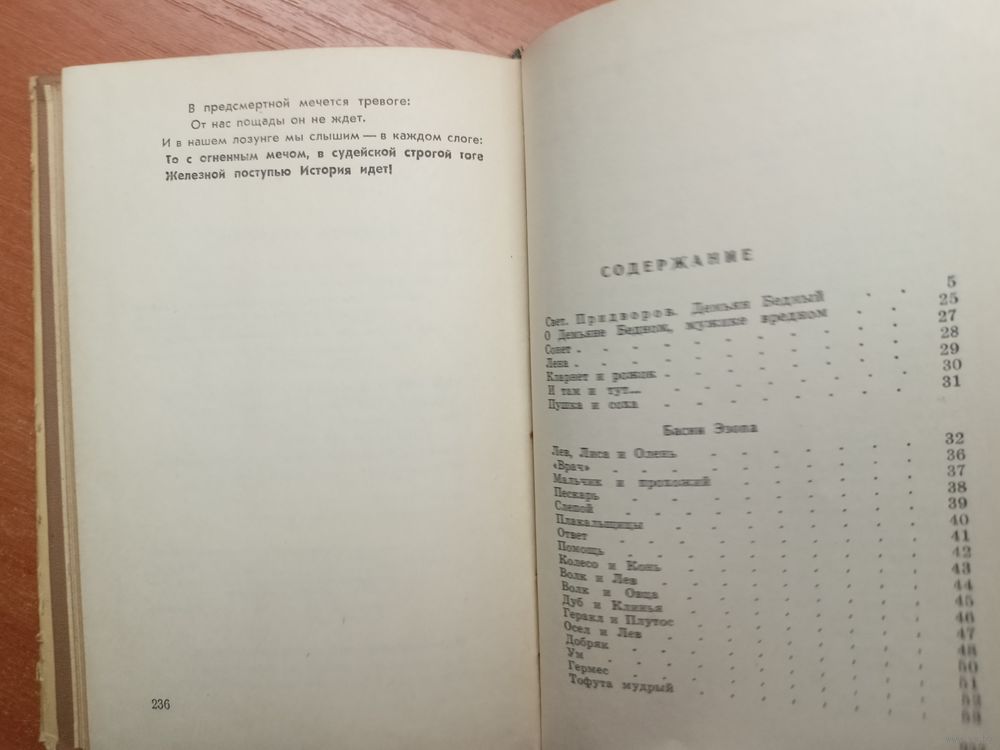 В предсмертной мечется тревоге:
От нас пощады он не ждет.
И в нашем лозунге мы слышим — в каждом слоге:
То с огненным мечом, в судейской строгой тоге
Железной поступью История идет!
236
СОДЕРЖАНИЕ
Свет. Придворов. Демьян Бедный . . 5
О Демьяне Бедном, мужике вредном . . 25
Сонет . . . . . . . . 27
Лена . . . . . . . . 28
Кларнет и рожок . . . . . . 29
И там и тут... . . . . . . 30
Пушка и соха . . . . . . 31
Басни Эзопа
Лев, Лиса и Олень . . . . . 32
«Врач» . . . . . . . 36
Мальчик и прохожий . . . . . 37
Пескарь . . . . . . . 38
Слепой . . . . . . . 39
Плакальщицы . . . . . . 40
Ответ . . . . . . . 41
Помощь . . . . . . . 42
Колесо и Конь . . . . . . 43
Волк и Лев . . . . . . 44
Волк и Овца . . . . . . 45
Дуб и Клинья . . . . . . 46
Геракл и Плутос . . . . . . 47
Осел и Лев . . . . . . 48
Добряк . . . . . . . 50
Ум . . . . . . . . 51
Гермес . . . . . . . 52
Тофута мудрый . . . . . .